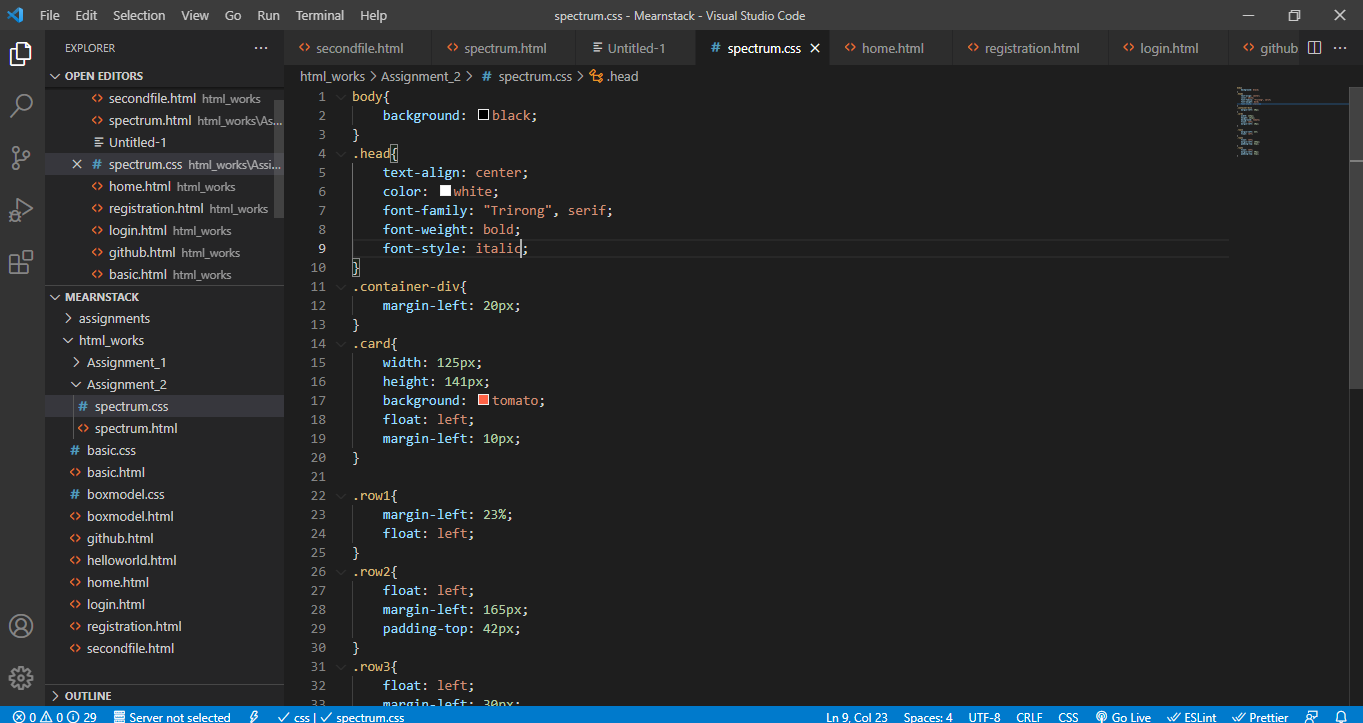 File Edit Selection View Go Run Terminal Help
spectrum.css - Mearnstack - Visual Studio Code
EXPLORER
secondfile.html
spectrum.html
Untitled-1
spectrum.css
home.html
registration.html
login.html
github
OPEN EDITORS
secondfile.html html_works
spectrum.html html_works\As...
Untitled-1
spectrum.css html_works\Assi...
home.html html_works
registration.html html_works
login.html html_works
github.html html_works
basic.html html_works
MEARNSTACK
assignments
html_works
Assignment_1
Assignment_2
spectrum.css
spectrum.html
basic.css
basic.html
boxmodel.css
boxmodel.html
github.html
helloworld.html
home.html
login.html
registration.html
secondfile.html
OUTLINE
html_works > Assignment_2 > # spectrum.css > .head
1 body{
2 background: black;
3 }
4 .head{
5 text-align: center;
6 color: white;
7 font-family: "Trirong", serif;
8 font-weight: bold;
9 font-style: italic;
10 }
11 .container-div{
12 margin-left: 20px;
13 }
14 .card{
15 width: 125px;
16 height: 141px;
17 background: tomato;
18 float: left;
19 margin-left: 10px;
20 }
21
22 .row1{
23 margin-left: 23%;
24 float: left;
25 }
26 .row2{
27 float: left;
28 margin-left: 165px;
29 padding-top: 42px;
30 }
31 .row3{
32 float: left;
33 margin-left: 30px;
0 0 29 Server not selected css | spectrum.css Ln 9, Col 23 Spaces: 4 UTF-8 CRLF CSS Go Live ESLint Prettier